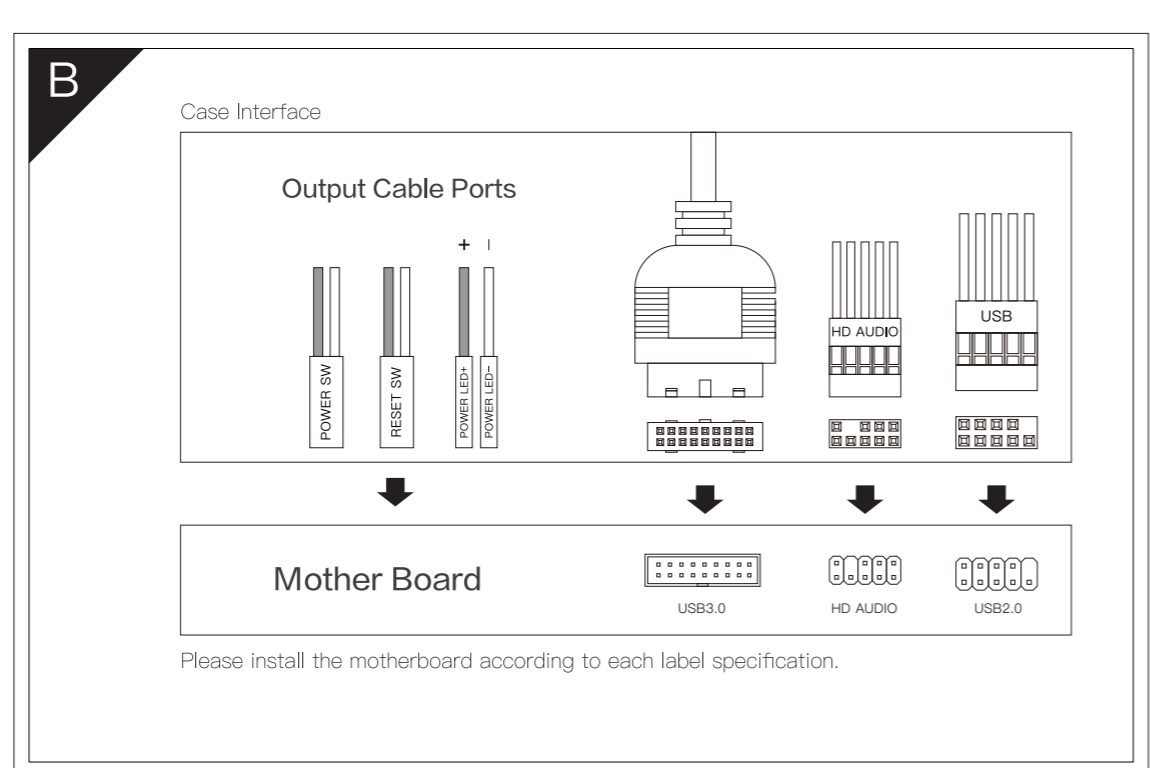 B
Case Interface
Output Cable Ports
+ −
POWER SW
RESET SW
POWER LED+
POWER LED−
HD AUDIO
USB
Mother Board
USB3.0
HD AUDIO
USB2.0
Please install the motherboard according to each label specification.